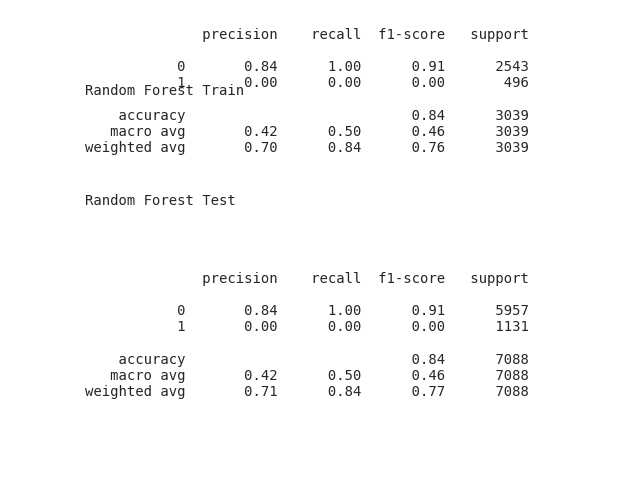 precision recall f1-score support
0 0.84 1.00 0.91 2543
1 0.00 0.00 0.00 496
Random Forest Train
accuracy 0.84 3039
macro avg 0.42 0.50 0.46 3039
weighted avg 0.70 0.84 0.76 3039
Random Forest Test
precision recall f1-score support
0 0.84 1.00 0.91 5957
1 0.00 0.00 0.00 1131
accuracy 0.84 7088
macro avg 0.42 0.50 0.46 7088
weighted avg 0.71 0.84 0.77 7088